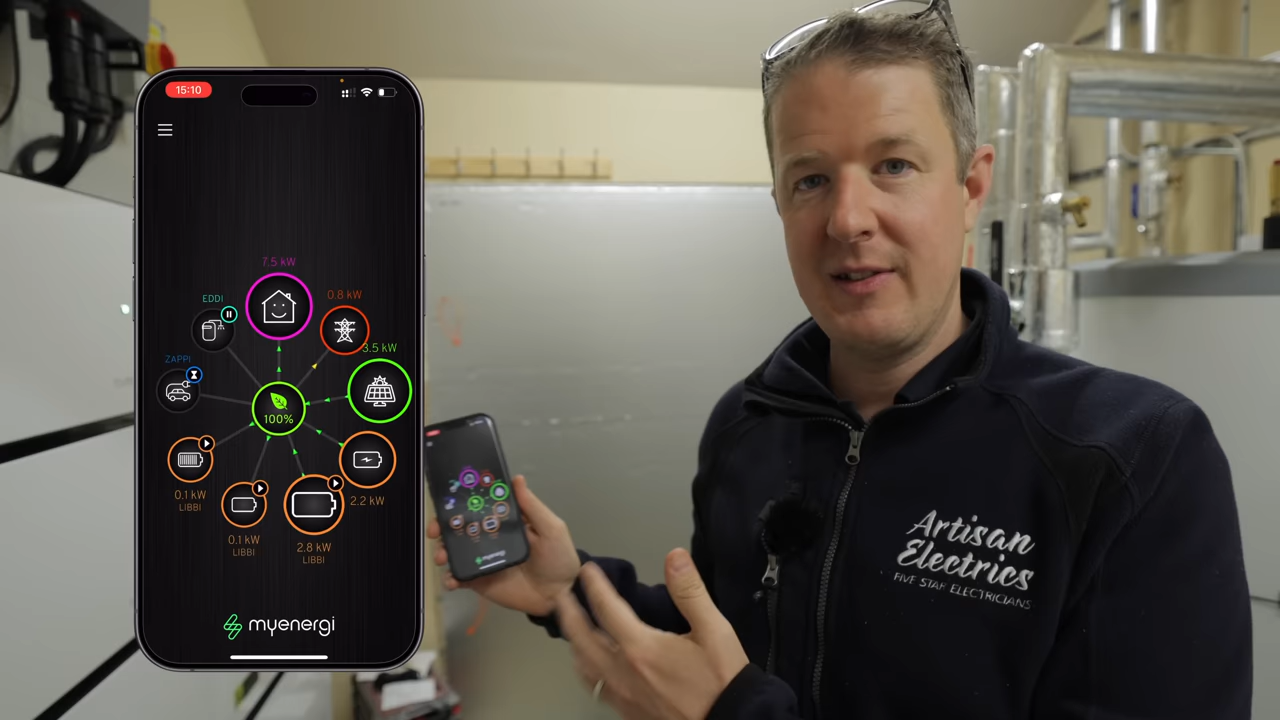 15:10
7.5 kW
0.8 kW
EDDI
3.5 kW
ZAPPI
100%
0.1 kW
LIBBI
0.1 kW
LIBBI
2.8 kW
LIBBI
2.2 kW
myenergi
Artisan
Electrics
FIVE STAR ELECTRICIANS